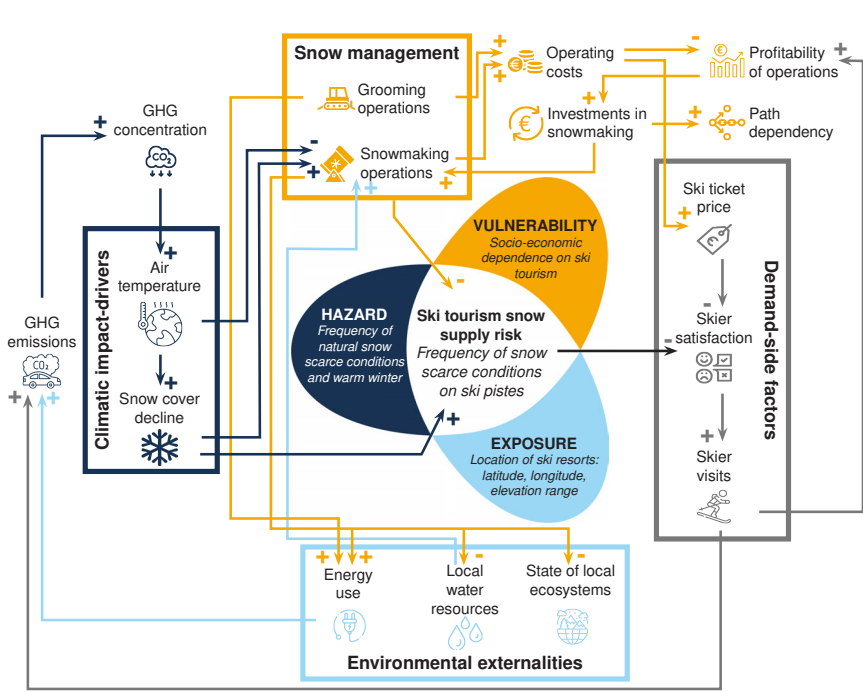 Snow management
Grooming
operations
Snowmaking
operations
+
+
+
Operating
costs
-
Profitability
of operations
+
€
€
€
+
Investments in
snowmaking
+
Path
dependency
+
GHG
concentration
+
CO₂
-
+
+
+
Climatic impact-drivers
+
Air
temperature
+
Snow cover
decline
GHG
emissions
CO₂
+
+
VULNERABILITY
Socio-economic
dependence on ski
tourism
-
HAZARD
Frequency of
natural snow
scarce conditions
and warm winter
Ski tourism snow
supply risk
Frequency of snow
scarce conditions
on ski pistes
+
EXPOSURE
Location of ski resorts:
latitude, longitude,
elevation range
Demand-side factors
Ski ticket
price
+
€
-
Skier
satisfaction
-
+
Skier
visits
+
+
Energy
use
-
Local
water
resources
-
State of local
ecosystems
Environmental externalities